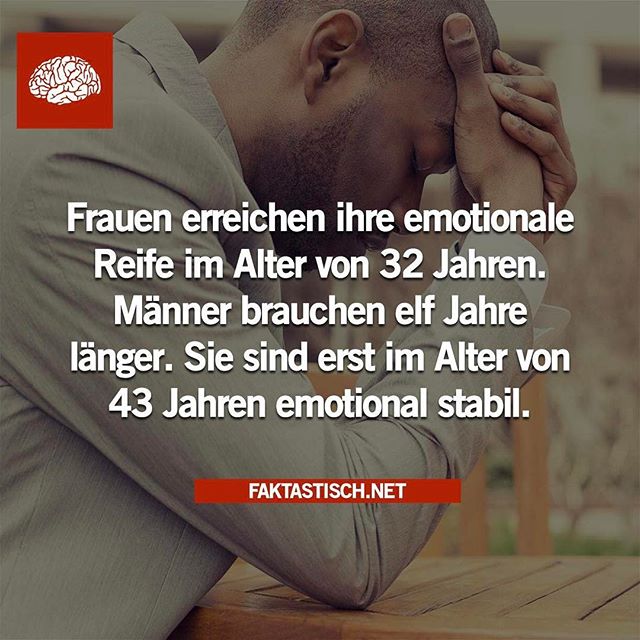 Frauen erreichen ihre emotionale
Reife im Alter von 32 Jahren.
Männer brauchen elf Jahre
länger. Sie sind erst im Alter von
43 Jahren emotional stabil.
FAKTASTISCH.NET